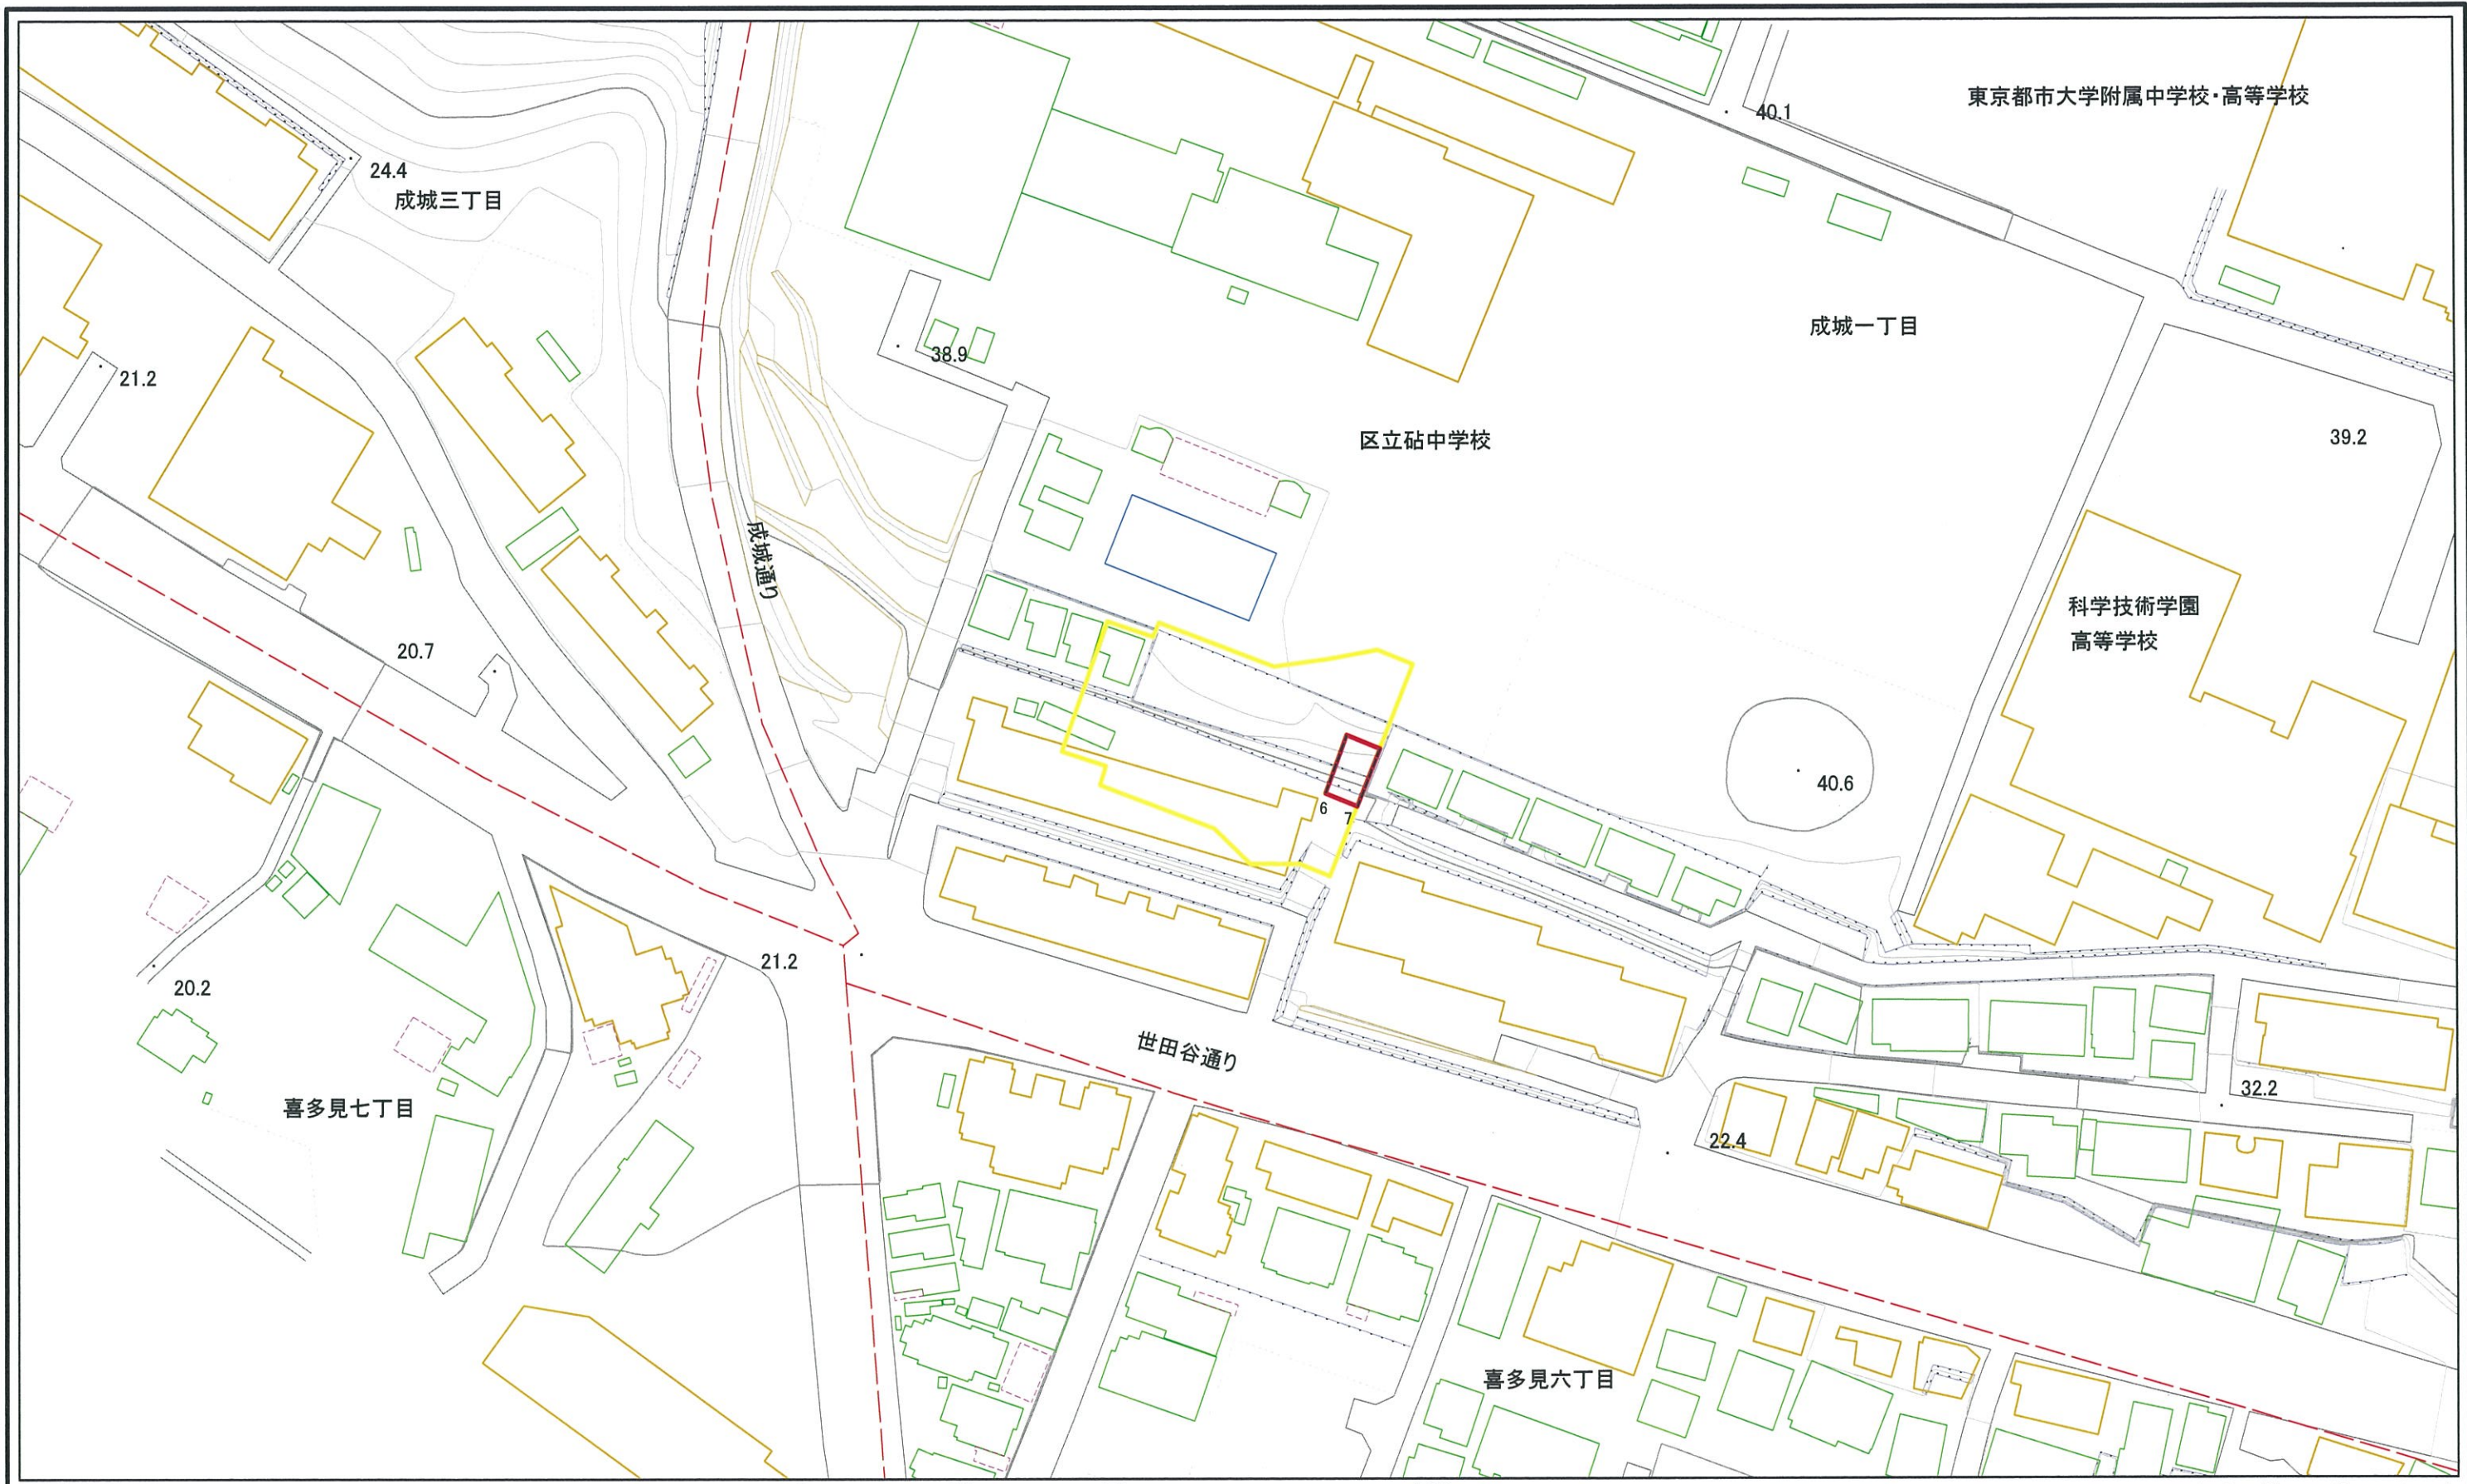 東京都市大学附属中学校・高等学校
40.1
24.4
成城三丁目
成城一丁目
38.9
21.2
区立砧中学校
39.2
成城通り
科学技術学園
高等学校
20.7
40.6
6
7
21.2
20.2
世田谷通り
32.2
喜多見七丁目
22.4
喜多見六丁目